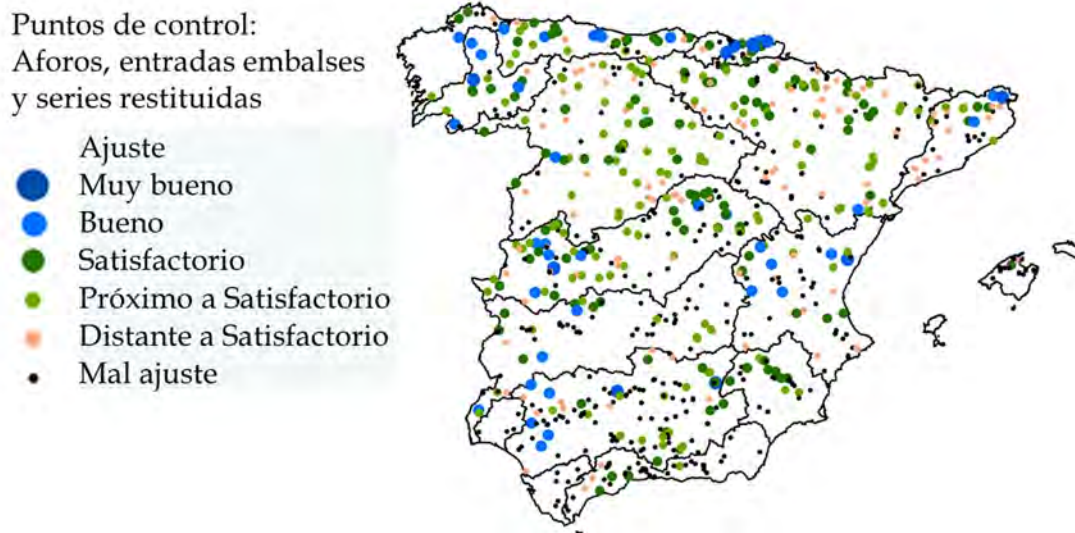 Puntos de control:
Aforos, entradas embalses
y series restituidas
Ajuste
Muy bueno
Bueno
Satisfactorio
Próximo a Satisfactorio
Distante a Satisfactorio
Mal ajuste